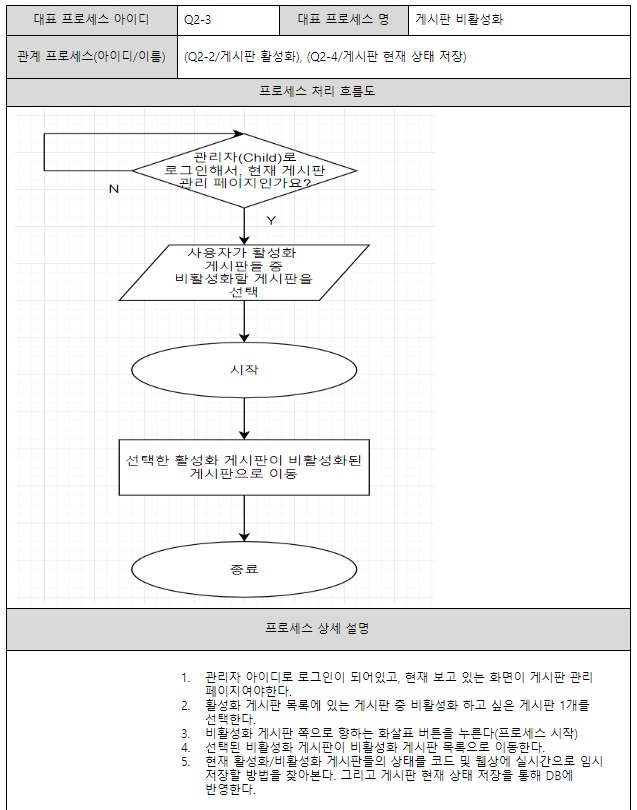 대표 프로세스 아이디 Q2-3 대표 프로세스 명 게시판 비활성화
관계 프로세스(아이디/이름) (Q2-2/게시판 활성화), (Q2-4/게시판 현재 상태 저장)
프로세스 처리 흐름도
관리자(Child)로
로그인해서, 현재 게시판
관리 페이지인가요?
N
Y
사용자가 활성화
게시판들 중
비활성화할 게시판을
선택
시작
선택한 활성화 게시판이 비활성화된
게시판으로 이동
종료
프로세스 상세 설명
1. 관리자 아이디로 로그인이 되어있고, 현재 보고 있는 화면이 게시판 관리
페이지여야한다.
2. 활성화 게시판 목록에 있는 게시판 중 비활성화 하고 싶은 게시판 1개를
선택한다.
3. 비활성화 게시판 쪽으로 향하는 화살표 버튼을 누른다(프로세스 시작)
4. 선택된 비활성화 게시판이 비활성화 게시판 목록으로 이동한다.
5. 현재 활성화/비활성화 게시판들의 상태를 코드 및 웹상에 실시간으로 임시
저장할 방법을 찾아본다. 그리고 게시판 현재 상태 저장을 통해 DB에
반영한다.